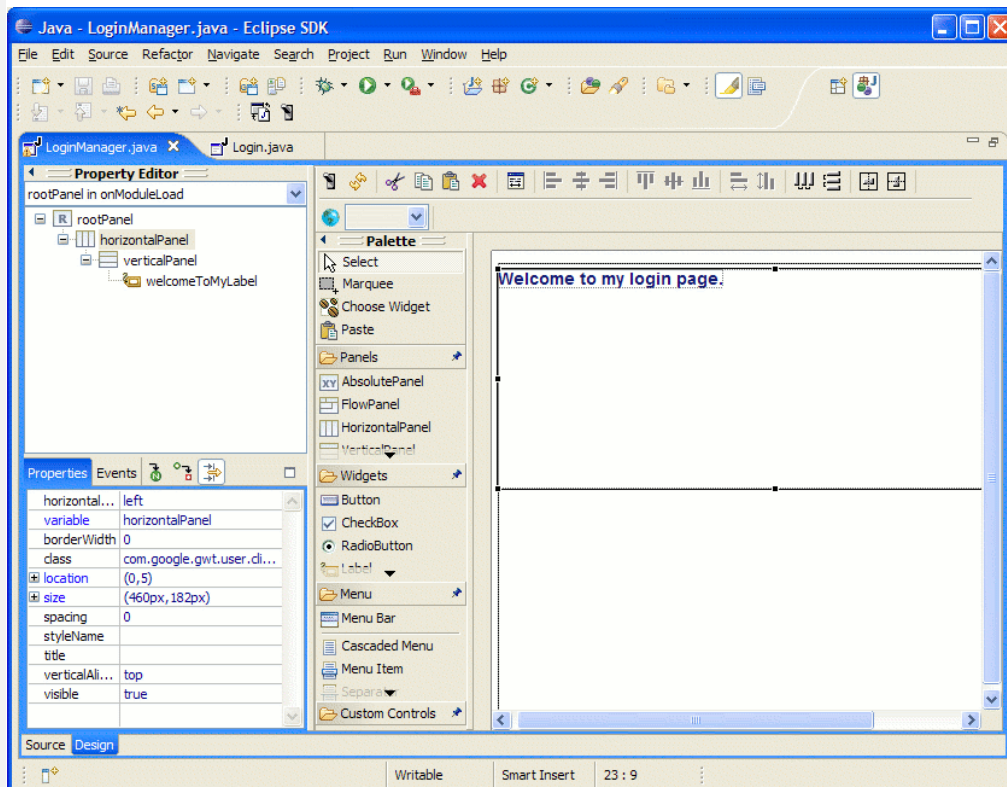 Java - LoginManager.java - Eclipse SDK
File Edit Source Refactor Navigate Search Project Run Window Help
LoginManager.java
Login.java
Property Editor
rootPanel in onModuleLoad
R rootPanel
horizontalPanel
verticalPanel
welcomeToMyLabel
Properties Events
horizontal... left
variable horizontalPanel
borderWidth 0
class com.google.gwt.user.cli...
location (0,5)
size (460px,182px)
spacing 0
styleName
title
verticalAli... top
visible true
Palette
Select
Marquee
Choose Widget
Paste
Panels
XY AbsolutePanel
FlowPanel
HorizontalPanel
VerticalPanel
Widgets
Button
CheckBox
RadioButton
Label
Menu
Menu Bar
Cascaded Menu
Menu Item
Custom Controls
Welcome to my login page.
Source Design
Writable Smart Insert 23 : 9